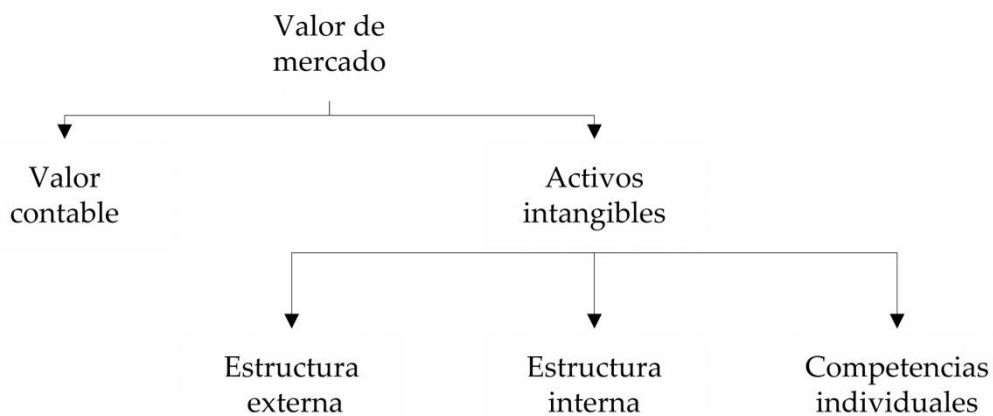 Valor de
mercado
Valor
contable
Activos
intangibles
Estructura
externa
Estructura
interna
Competencias
individuales